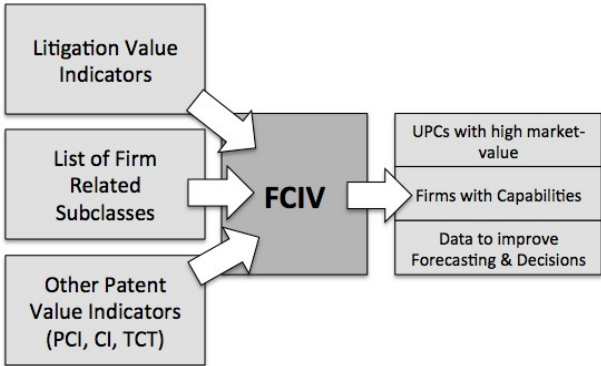 Litigation Value
Indicators
List of Firm
Related
Subclasses
Other Patent
Value Indicators
(PCI, CI, TCT)
FCIV
UPCs with high market-
value
Firms with Capabilities
Data to improve
Forecasting & Decisions